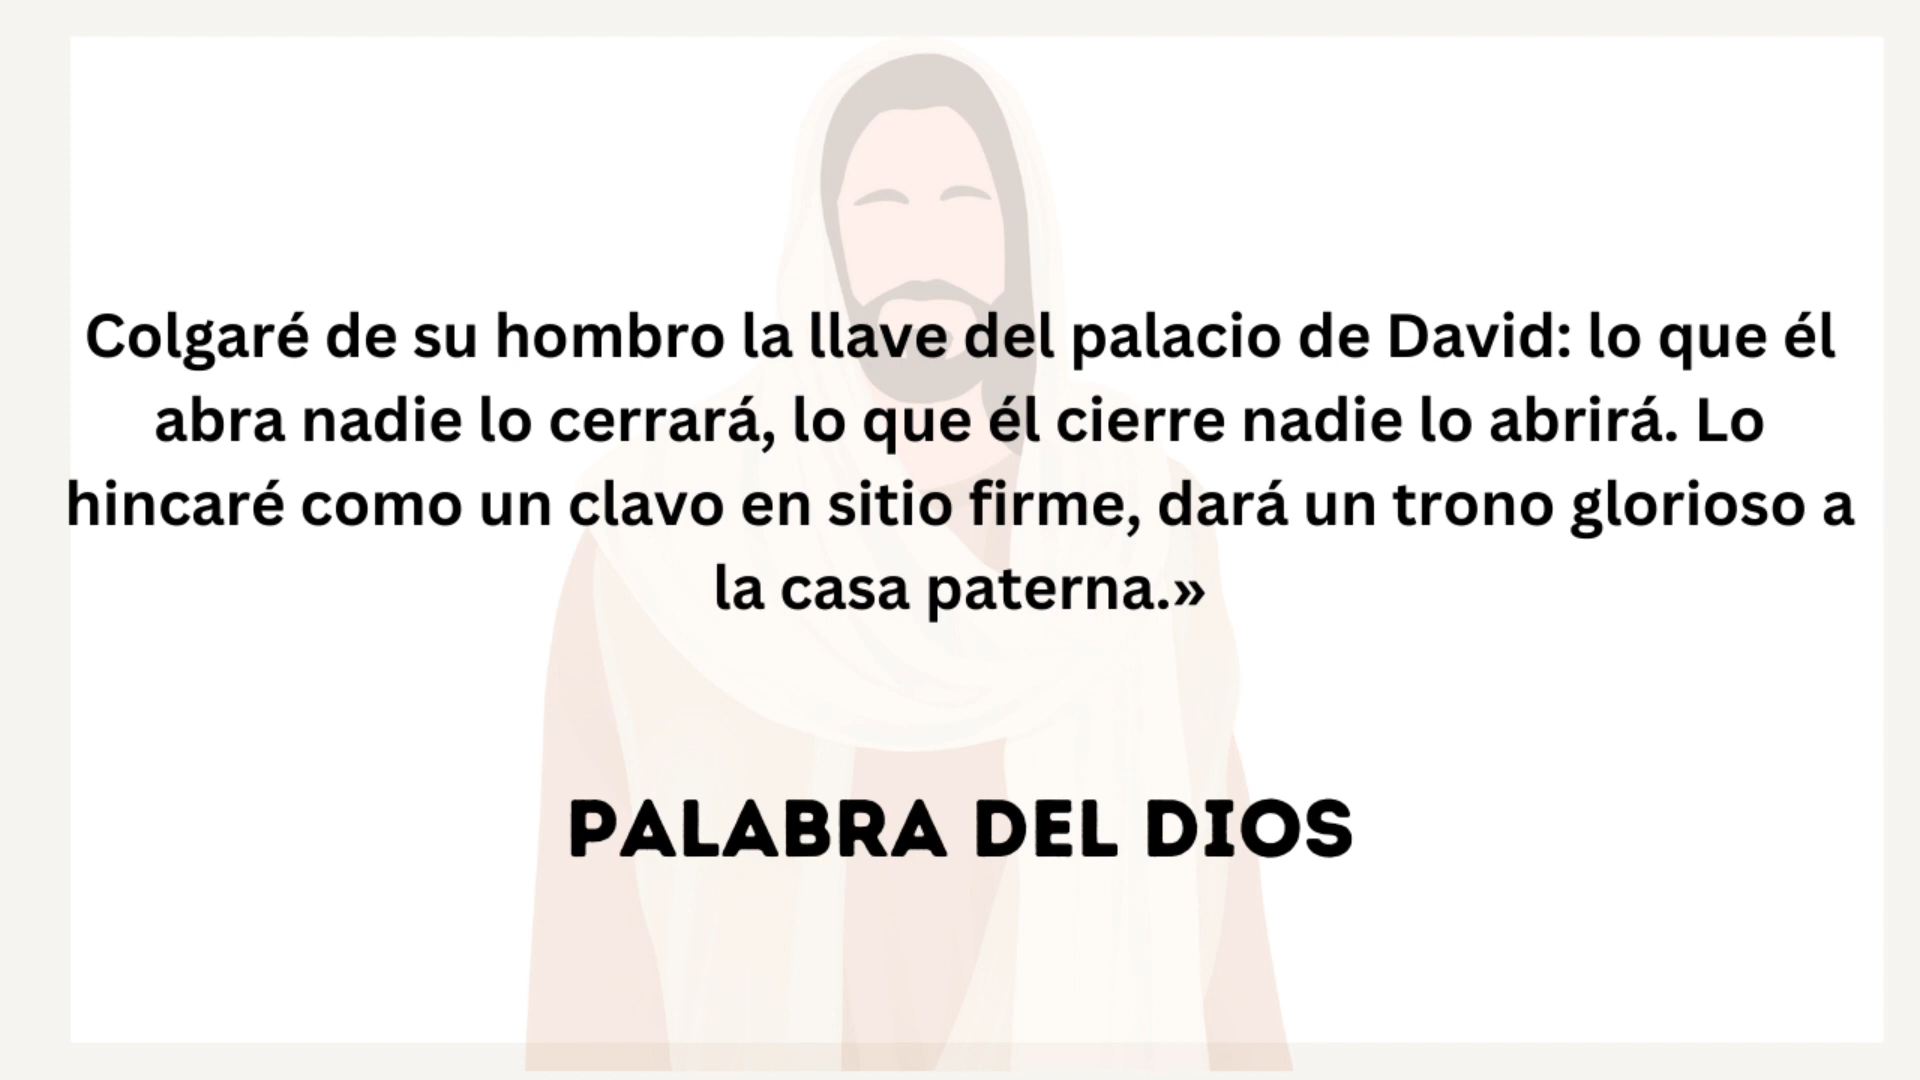 Colgaré de su hombro la llave del palacio de David: lo que él
abra nadie lo cerrará, lo que él cierre nadie lo abrirá. Lo
hincaré como un clavo en sitio firme, dará un trono glorioso a
la casa paterna.»
PALABRA DEL DIOS